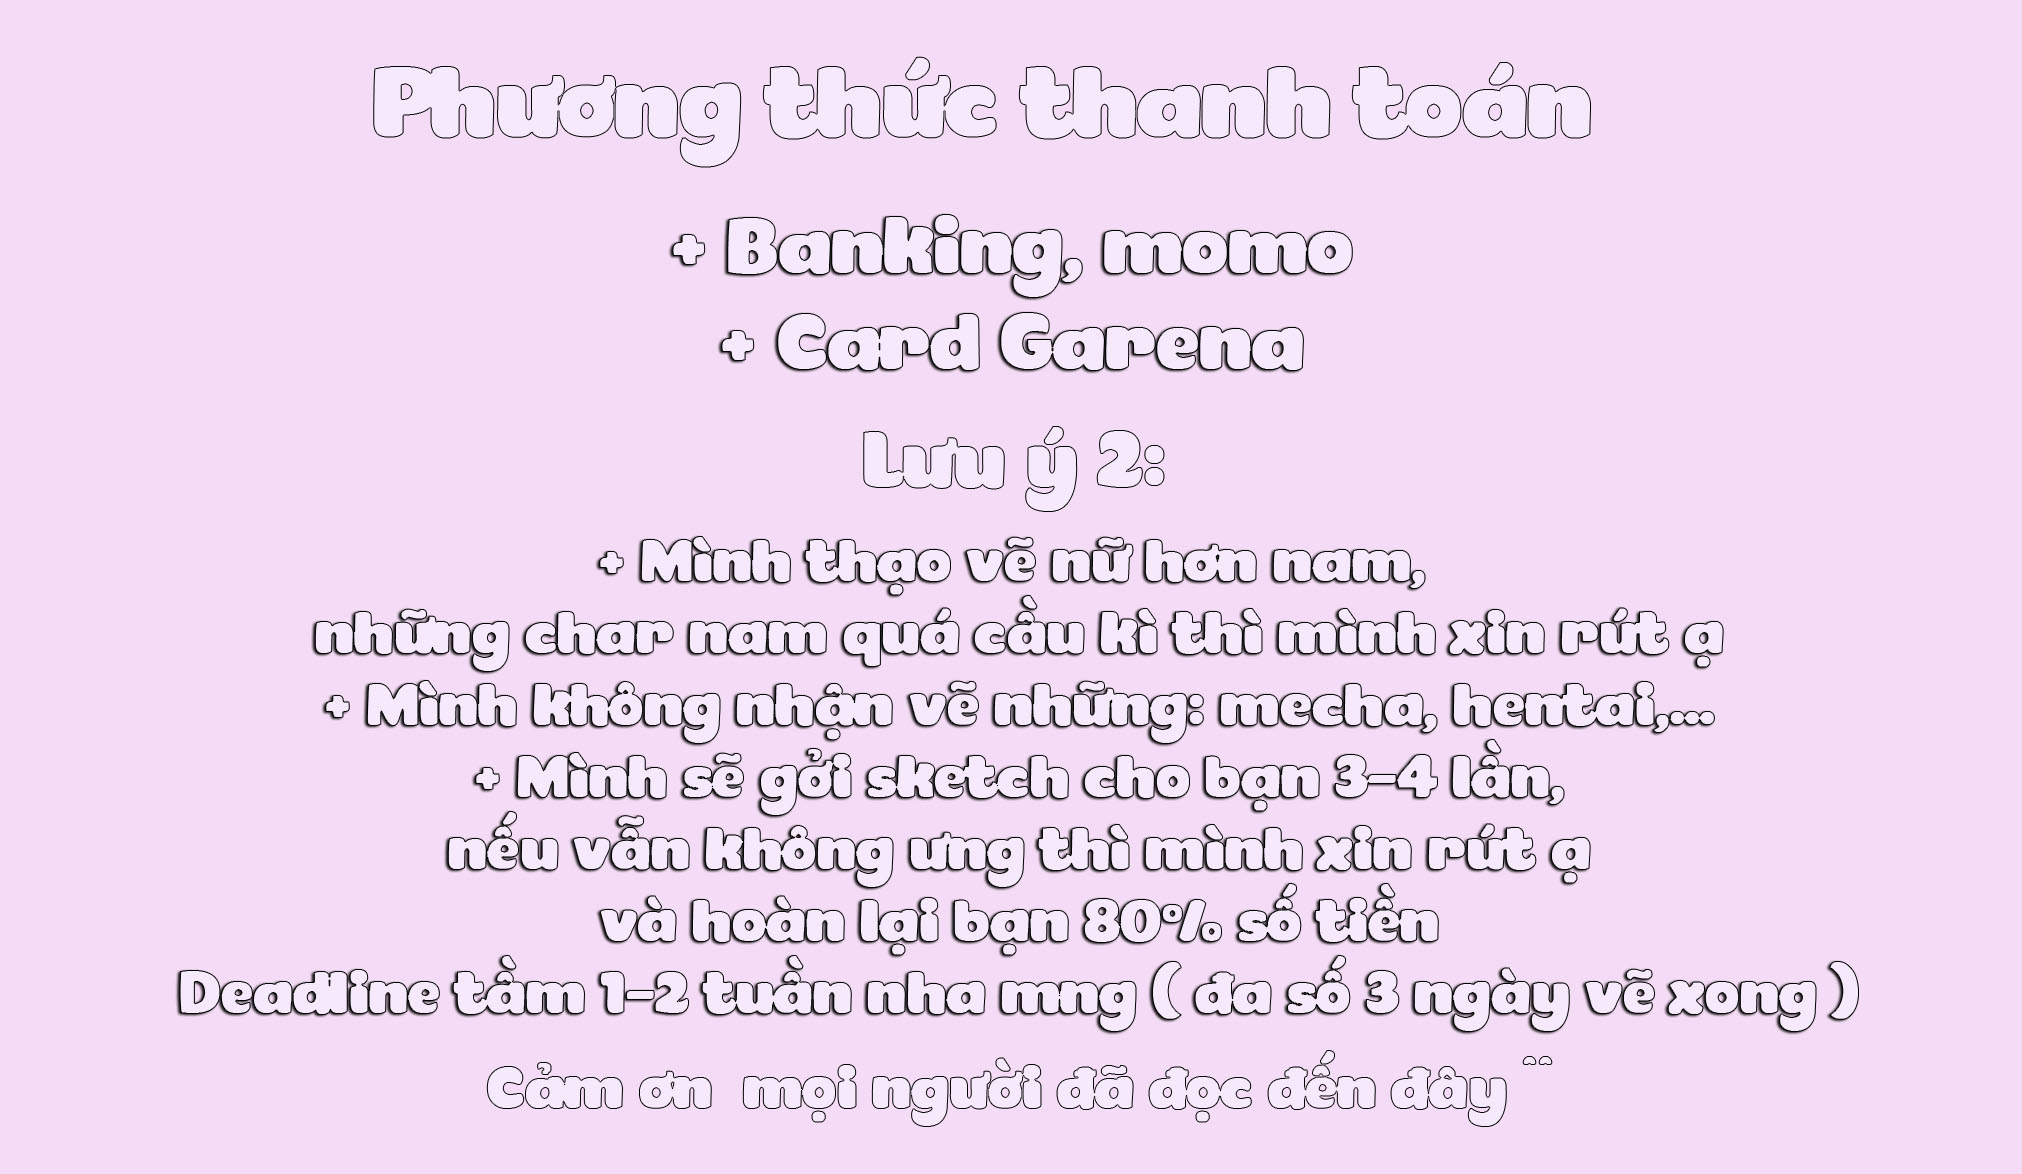 Phương thức thanh toán
+ Banking, momo
+ Card Garena
Lưu ý 2:
+ Mình thạo vẽ nữ hơn nam,
những char nam quá cầu kì thì mình xin rút ạ
+ Mình không nhận vẽ những: mecha, hentai,...
+ Mình sẽ gởi sketch cho bạn 3-4 lần,
nếu vẫn không ưng thì mình xin rút ạ
và hoàn lại bạn 80% số tiền
Deadline tầm 1-2 tuần nha mng ( đa số 3 ngày vẽ xong )
Cảm ơn mọi người đã đọc đến đây ^^